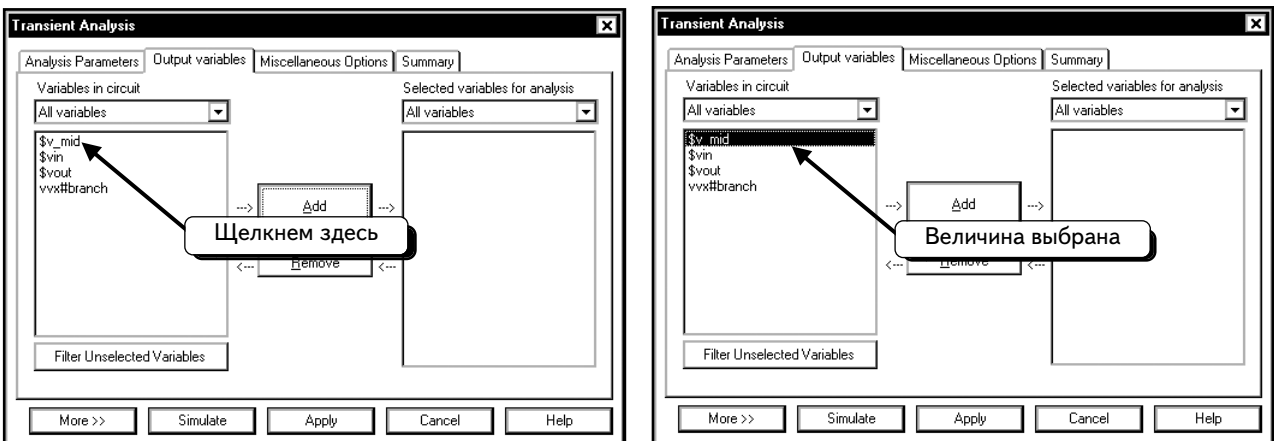 Transient Analysis
Analysis Parameters Output variables Miscellaneous Options Summary
Variables in circuit Selected variables for analysis
All variables All variables
$v_mid
$vin
$vout
vvx#branch
---> Add --->
Щелкнем здесь
<--- Remove <---
Filter Unselected Variables
More >> Simulate Apply Cancel Help
Transient Analysis
Analysis Parameters Output variables Miscellaneous Options Summary
Variables in circuit Selected variables for analysis
All variables All variables
$v_mid
$vin
$vout
vvx#branch
---> Add --->
Величина выбрана
<--- Remove <---
Filter Unselected Variables
More >> Simulate Apply Cancel Help